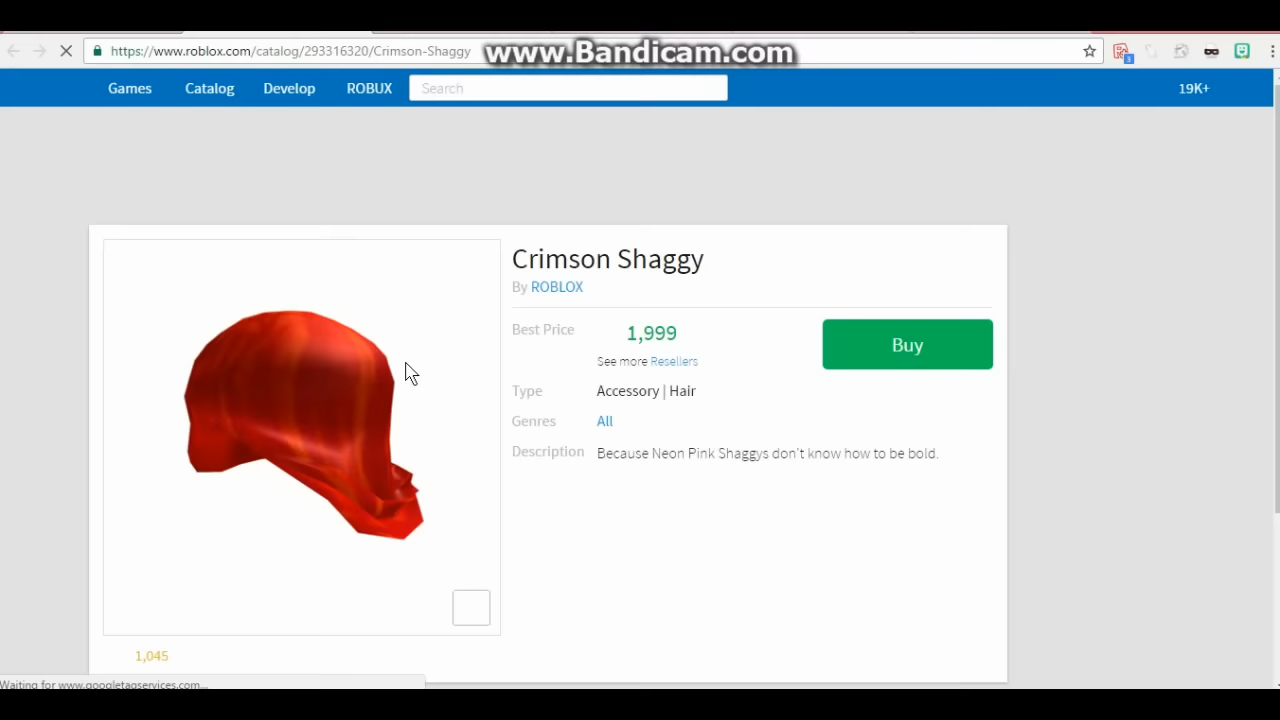 https://www.roblox.com/catalog/293316320/Crimson-Shaggy
www.Bandicam.com
3
Games Catalog Develop ROBUX Search 19K+
Crimson Shaggy
By ROBLOX
Best Price 1,999 Buy
See more Resellers
Type Accessory | Hair
Genres All
Description Because Neon Pink Shaggys don't know how to be bold.
1,045
Waiting for www.googletagservices.com...